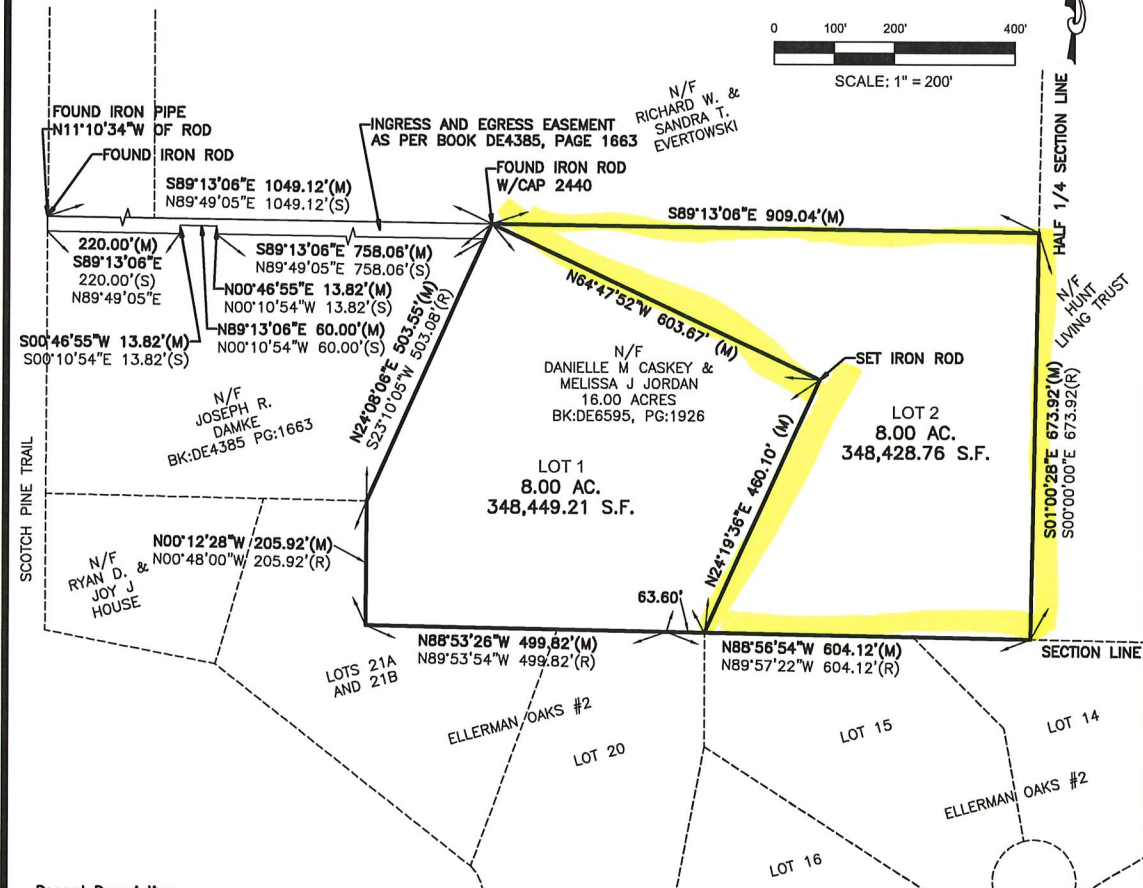 0 100' 200' 400'
SCALE: 1" = 200'
HALF 1/4 SECTION LINE
N/F
RICHARD W. &
SANDRA T.
EVERTOWSKI
FOUND IRON PIPE
N11°10'34"W OF ROD
FOUND IRON ROD
INGRESS AND EGRESS EASEMENT
AS PER BOOK DE4385, PAGE 1663
FOUND IRON ROD
W/CAP 2440
S89°13'06"E 1049.12'(M)
N89°49'05"E 1049.12'(S)
S89°13'06"E 909.04'(M)
220.00'(M)
S89°13'06"E
220.00'(S)
N89°49'05"E
S89°13'06"E 758.06'(M)
N89°49'05"E 758.06'(S)
N00°46'55"E 13.82'(M)
N00°10'54"W 13.82'(S)
N89°13'06"E 60.00'(M)
N00°10'54"W 60.00'(S)
S00°46'55"W 13.82'(M)
S00°10'54"E 13.82'(S)
N/F
HUNT
LIVING TRUST
N64°47'52"W 603.67' (M)
N24°08'06"E 503.55'(M)
S23°10'05"W 503.08'(R)
N/F
DANIELLE M CASKEY &
MELISSA J JORDAN
16.00 ACRES
BK:DE6595, PG:1926
SET IRON ROD
N/F
JOSEPH R.
DAMKE
BK:DE4385 PG:1663
LOT 2
8.00 AC.
348,428.76 S.F.
S01°00'28"E 673.92'(M)
S00°00'00"E 673.92'(R)
LOT 1
8.00 AC.
348,449.21 S.F.
N24°19'36"E 460.10' (M)
SCOTCH PINE TRAIL
N00°12'28"W 205.92'(M)
N00°48'00"W 205.92'(R)
N/F
RYAN D. &
JOY J
HOUSE
63.60'
N88°53'26"W 499.82'(M)
N89°53'54"W 499.82'(R)
N88°56'54"W 604.12'(M)
N89°57'22"W 604.12'(R)
SECTION LINE
LOTS 21A
AND 21B
ELLERMAN OAKS #2
LOT 20
LOT 15
LOT 14
ELLERMAN OAKS #2
LOT 16